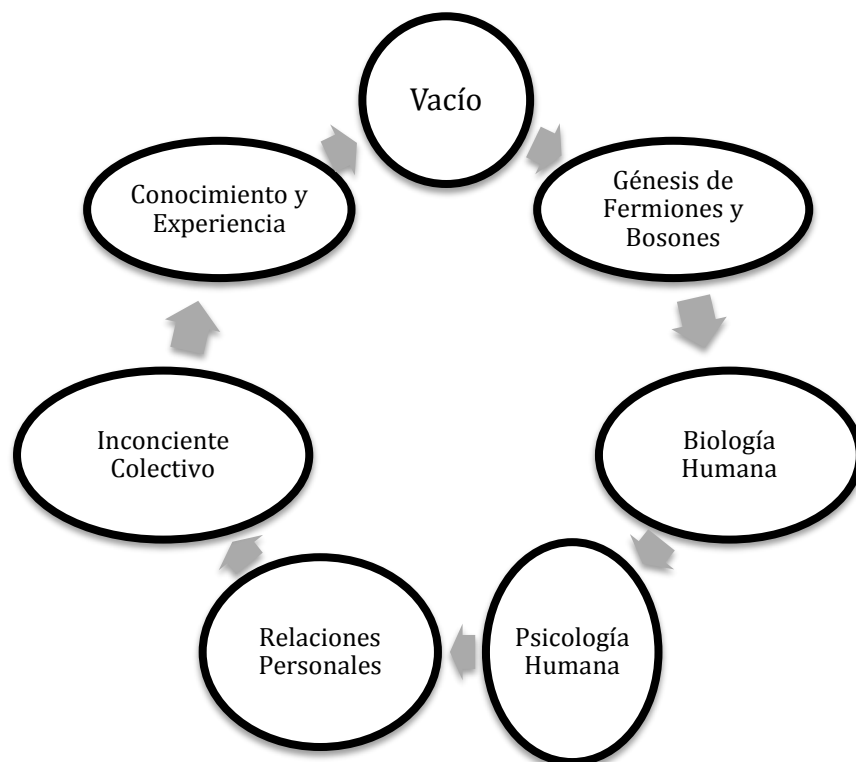 Vacío
Génesis de
Fermiones y
Bosones
Biología
Humana
Psicología
Humana
Relaciones
Personales
Inconciente
Colectivo
Conocimiento y
Experiencia